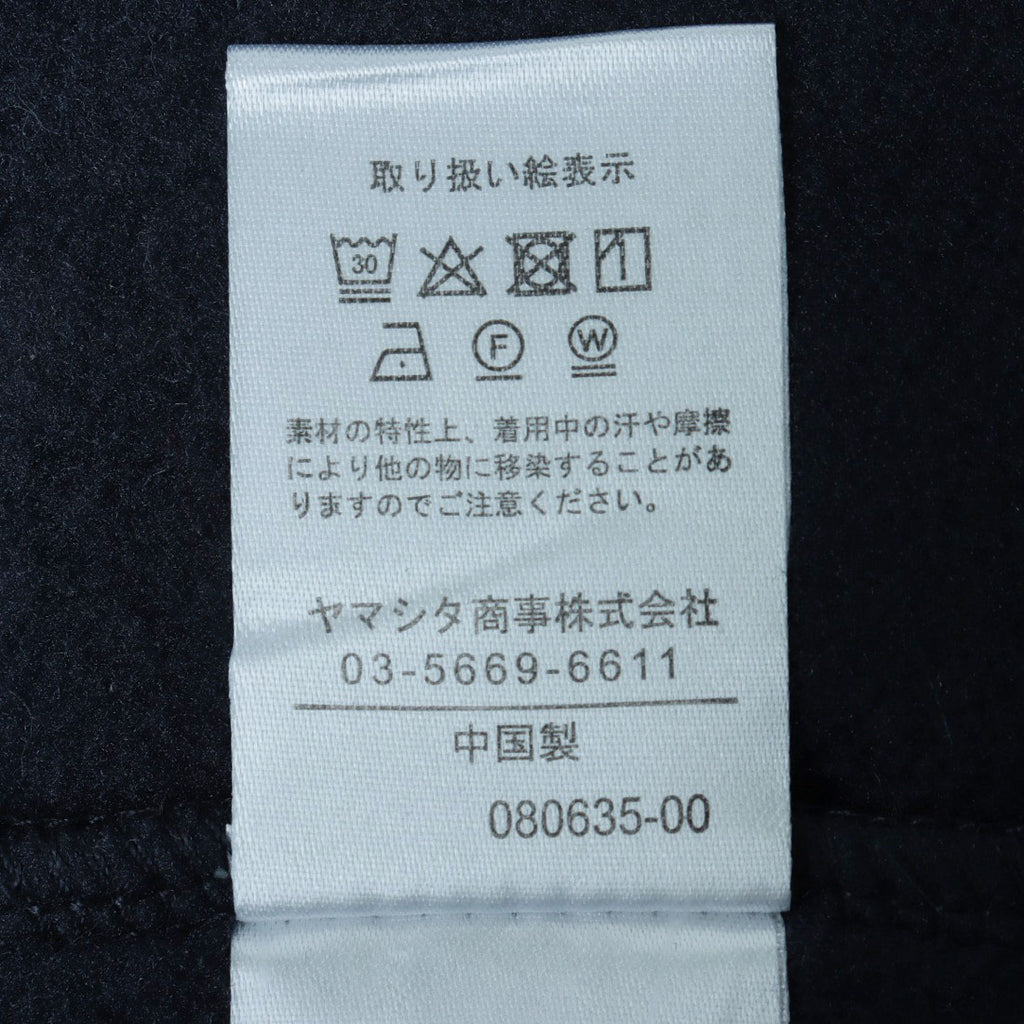 取り扱い絵表示
30
F W
素材の特性上、着用中の汗や摩擦
により他の物に移染することがあ
りますのでご注意ください。
ヤマシタ商事株式会社
03-5669-6611
中国製
080635-00